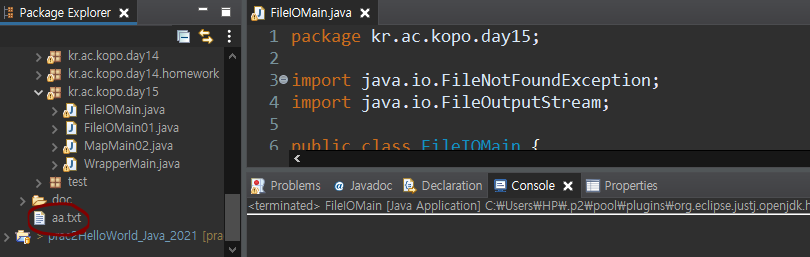 Package Explorer
kr.ac.kopo.day14
kr.ac.kopo.day14.homework
kr.ac.kopo.day15
FileIOMain.java
FileIOMain01.java
MapMain02.java
WrapperMain.java
test
doc
aa.txt
> prac2HelloWorld_Java_2021 [pra
FileIOMain.java
1 package kr.ac.kopo.day15;
2
3 import java.io.FileNotFoundException;
4 import java.io.FileOutputStream;
5
6 public class FileIOMain {
Problems Javadoc Declaration Console Properties
<terminated> FileIOMain [Java Application] C:₩Users₩HP₩.p2₩pool₩plugins₩org.eclipse.justj.openjdk.h